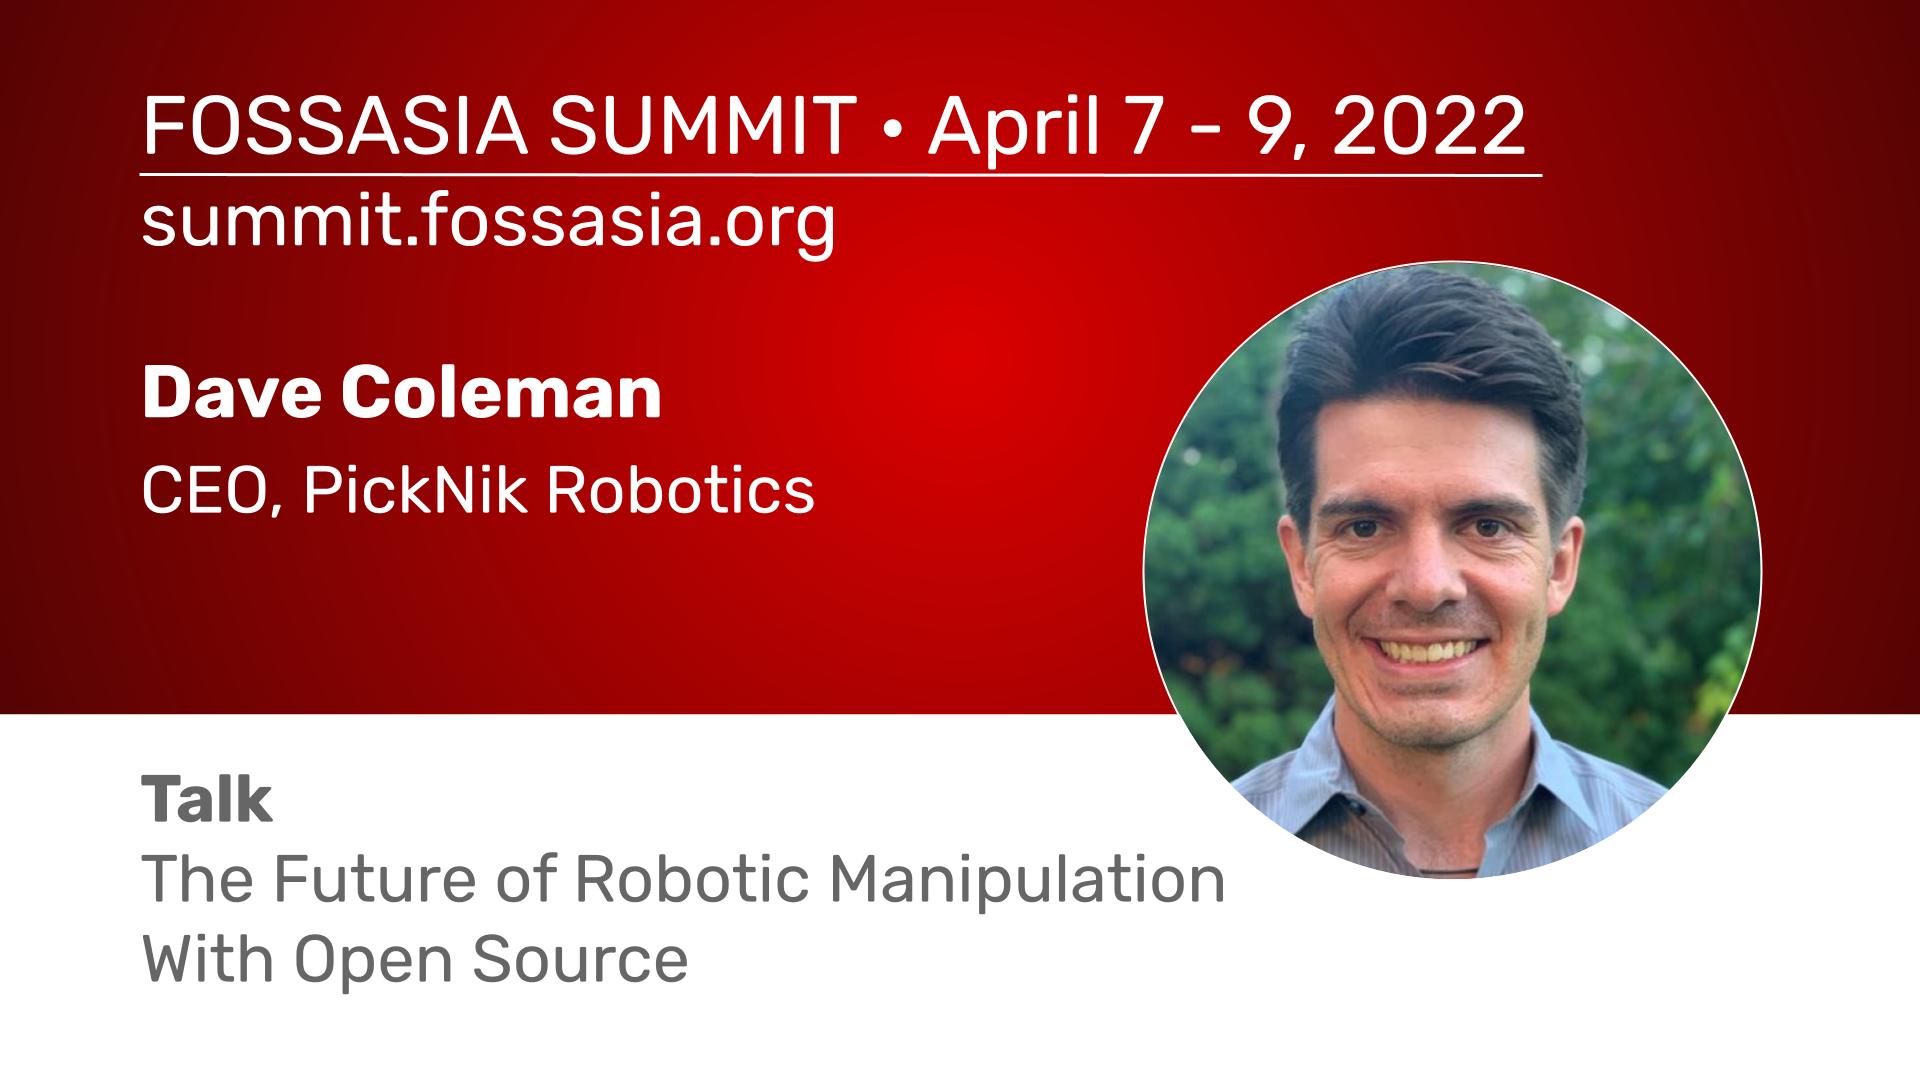 FOSSASIA SUMMIT • April 7 - 9, 2022
summit.fossasia.org
Dave Coleman
CEO, PickNik Robotics
Talk
The Future of Robotic Manipulation
With Open Source